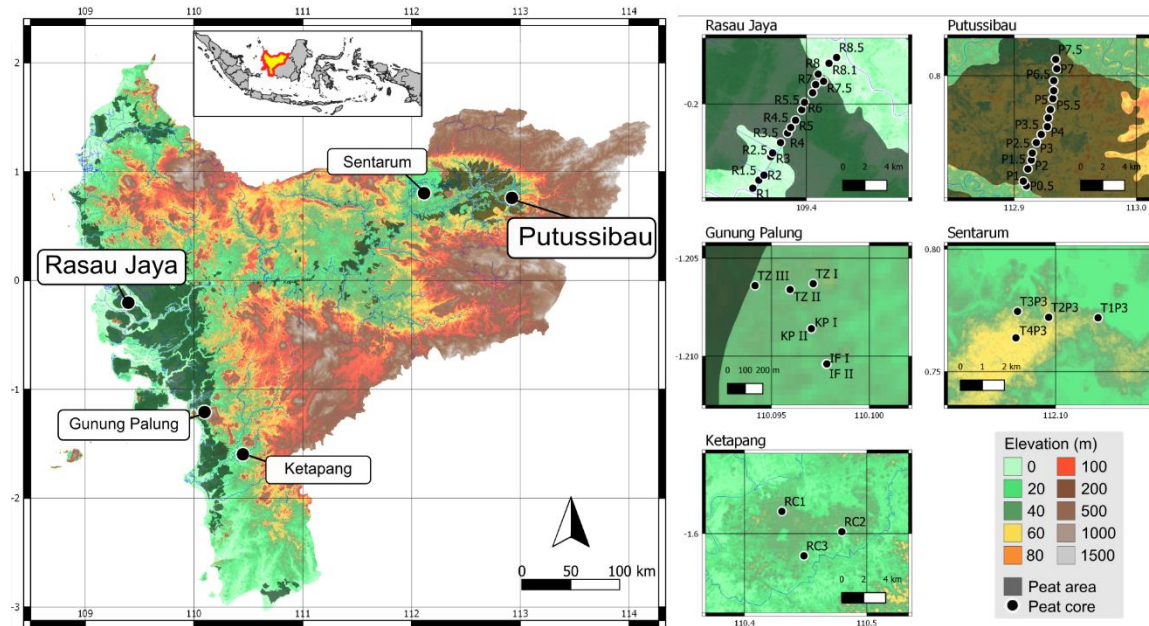 109 110 111 112 113 114
2
1
0
-1
-2
-3
Sentarum
Putussibau
Rasau Jaya
Gunung Palung
Ketapang
0 50 100 km
109 110 111 112 113 114
Rasau Jaya
R8.5
R8
R8.1
R7
R7.5
R5.5
R6
R4.5
R5
R3.5
R4
R2.5
R3
R1.5
R2
R1
-0.2
0 2 4 km
109.4
Putussibau
P7.5
P7
P6.5
P5
P5.5
P3.5
P4
P2.5
P3
P1.5
P2
P1
P0.5
0.8
0 2 4 km
112.9 113.0
Gunung Palung
-1.205
TZ III
TZ I
TZ II
KP I
KP II
-1.210
IF I
IF II
0 100 200 m
110.095 110.100
Sentarum
0.80
T3P3
T2P3
T1P3
T4P3
0 1 2 km
0.75
112.10
Ketapang
RC1
RC2
-1.6
RC3
0 2 4 km
110.4 110.5
Elevation (m)
0 100
20 200
40 500
60 1000
80 1500
Peat area
Peat core